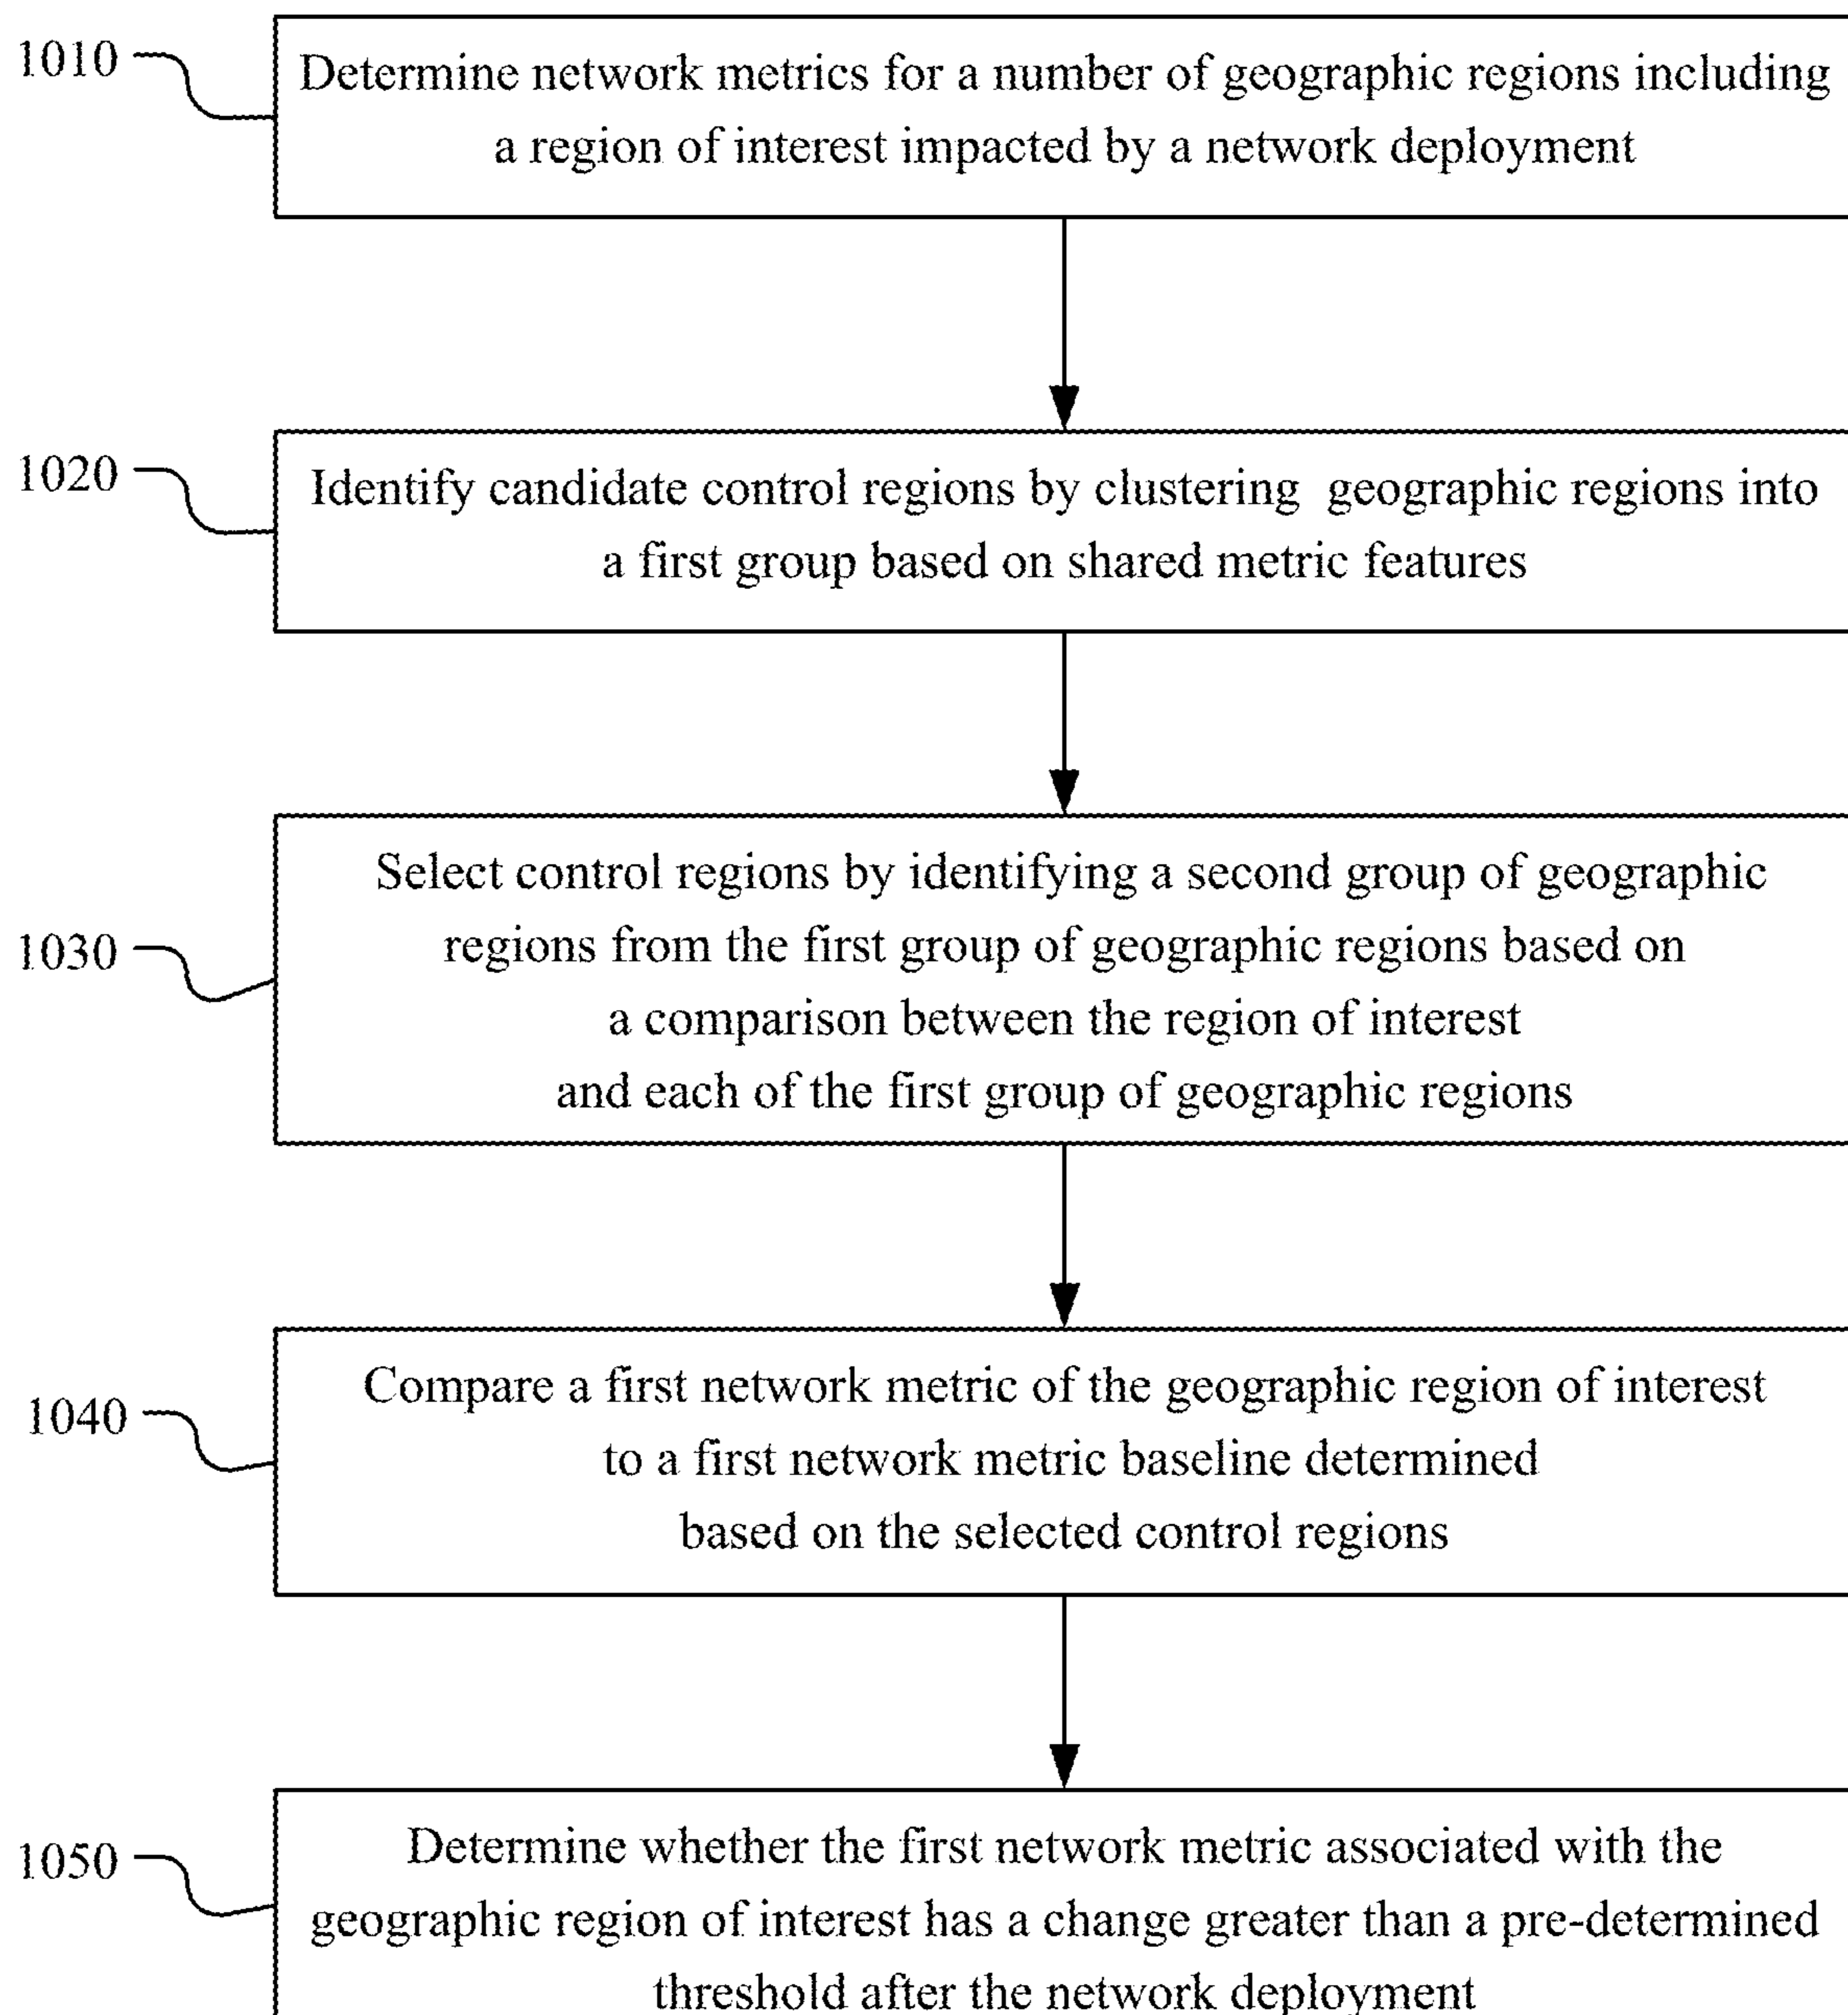 1010
Determine network metrics for a number of geographic regions including
a region of interest impacted by a network deployment
1020
Identify candidate control regions by clustering geographic regions into
a first group based on shared metric features
1030
Select control regions by identifying a second group of geographic
regions from the first group of geographic regions based on
a comparison between the region of interest
and each of the first group of geographic regions
1040
Compare a first network metric of the geographic region of interest
to a first network metric baseline determined
based on the selected control regions
1050
Determine whether the first network metric associated with the
geographic region of interest has a change greater than a pre-determined
threshold after the network deployment